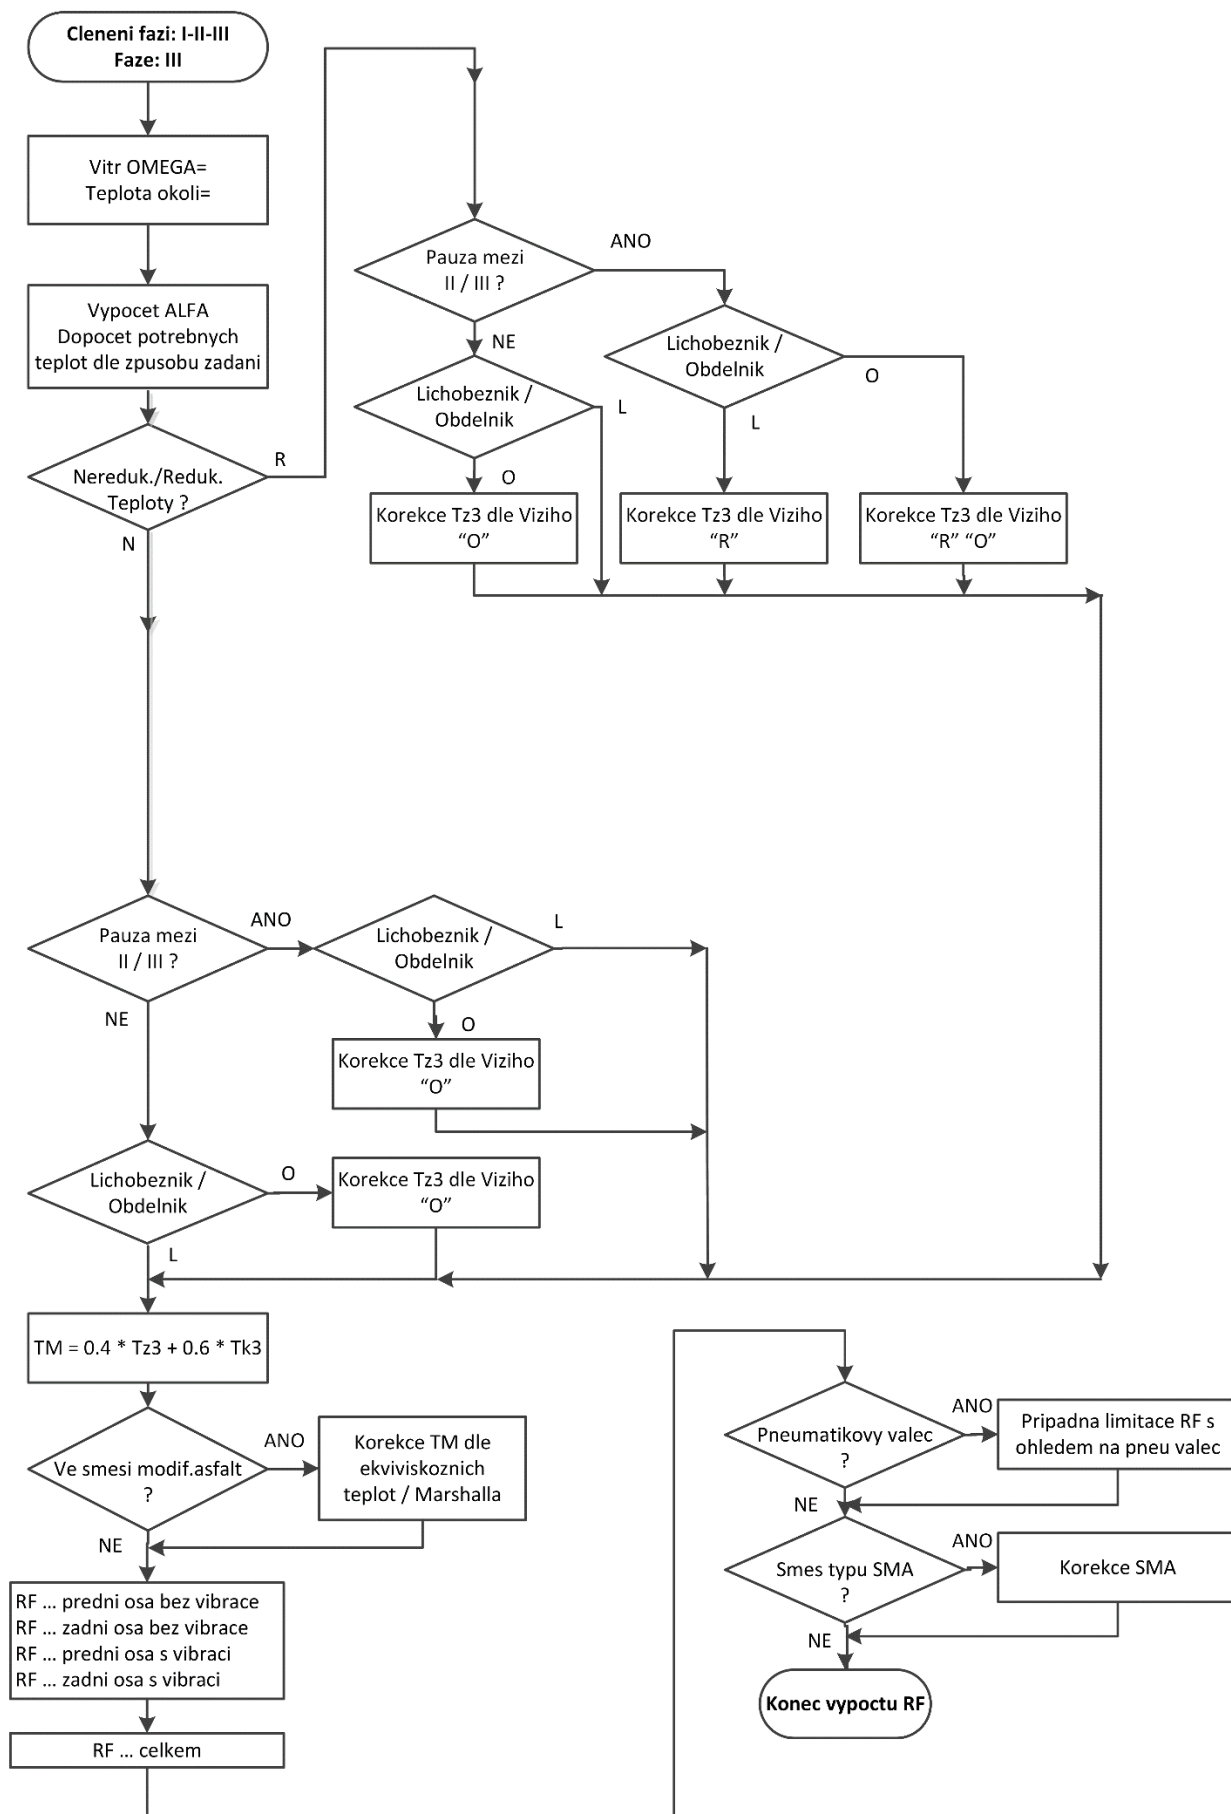 Cleneni fazi: I-II-III
Faze: III
Vitr OMEGA=
Teplota okoli=
Vypocet ALFA
Dopocet potrebnych
teplot dle zpusobu zadani
Nereduk./Reduk.
Teploty ?
R
N
Pauza mezi
II / III ?
ANO
NE
Lichobeznik /
Obdelnik
L
O
Lichobeznik /
Obdelnik
O
L
Korekce Tz3 dle Viziho
“O”
Korekce Tz3 dle Viziho
“R”
Korekce Tz3 dle Viziho
“R” “O”
Pauza mezi
II / III ?
ANO
NE
Lichobeznik /
Obdelnik
L
O
Korekce Tz3 dle Viziho
“O”
Lichobeznik /
Obdelnik
O
L
Korekce Tz3 dle Viziho
“O”
TM = 0.4 * Tz3 + 0.6 * Tk3
Ve smesi modif.asfalt
?
ANO
NE
Korekce TM dle
ekviviskoznich
teplot / Marshalla
RF ... predni osa bez vibrace
RF ... zadni osa bez vibrace
RF ... predni osa s vibraci
RF ... zadni osa s vibraci
RF ... celkem
Pneumatikovy valec
?
ANO
NE
Pripadna limitace RF s
ohledem na pneu valec
Smes typu SMA
?
ANO
NE
Korekce SMA
Konec vypoctu RF